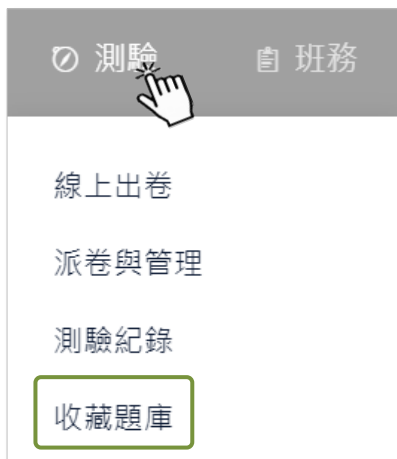 測驗 班務
線上出卷
派卷與管理
測驗紀錄
收藏題庫